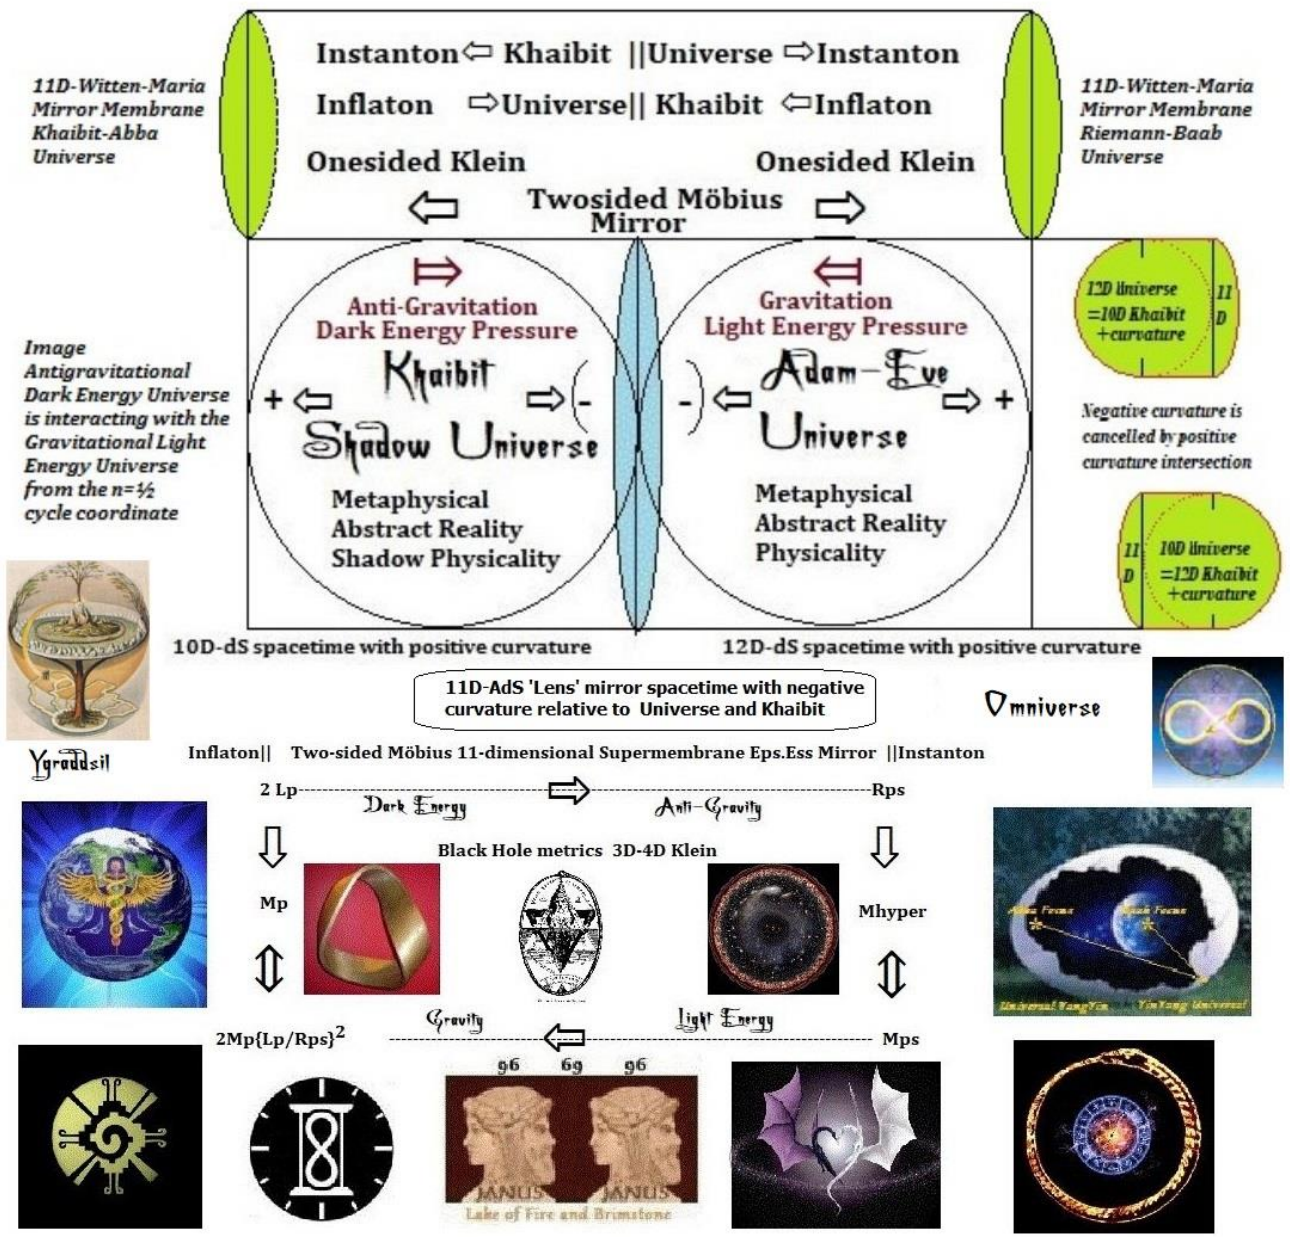 Instanton⇦ Khaibit ||Universe ⇨Instanton
Inflaton ⇨Universe|| Khaibit ⇦Inflaton
Onesided Klein Onesided Klein
Twosided Möbius
Mirror
11D-Witten-Maria
Mirror Membrane
Khaibit-Abba
Universe
11D-Witten-Maria
Mirror Membrane
Riemann-Baab
Universe
Anti-Gravitation
Dark Energy Pressure
Khaibit
Shadow Universe
+ ⇦ ⇨ (-
Metaphysical
Abstract Reality
Shadow Physicality
Gravitation
Light Energy Pressure
Adam-Eve
Universe
-) ⇦ ⇨ +
Metaphysical
Abstract Reality
Physicality
Image
Antigravitational
Dark Energy Universe
is interacting with the
Gravitational Light
Energy Universe
from the n=½
cycle coordinate
12D Universe
=10D Khaibit
+curvature
11
D
Negative curvature is
cancelled by positive
curvature intersection
11
D
10D Universe
=12D Khaibit
+curvature
10D-dS spacetime with positive curvature
12D-dS spacetime with positive curvature
11D-AdS 'Lens' mirror spacetime with negative
curvature relative to Universe and Khaibit
Omniverse
Ygraddsil
Inflaton|| Two-sided Möbius 11-dimensional Supermembrane Eps.Ess Mirror ||Instanton
2 Lp Rps
Dark Energy Anti-Gravity
Black Hole metrics 3D-4D Klein
Mp
Mhyper
Abba Focus Baab Focus
Universal YangYin YinYang Universal
Gravity Light Energy
2Mp{Lp/Rps}²
Mps
96 69 96
JANUS JANUS
Lake of Fire and Brimstone